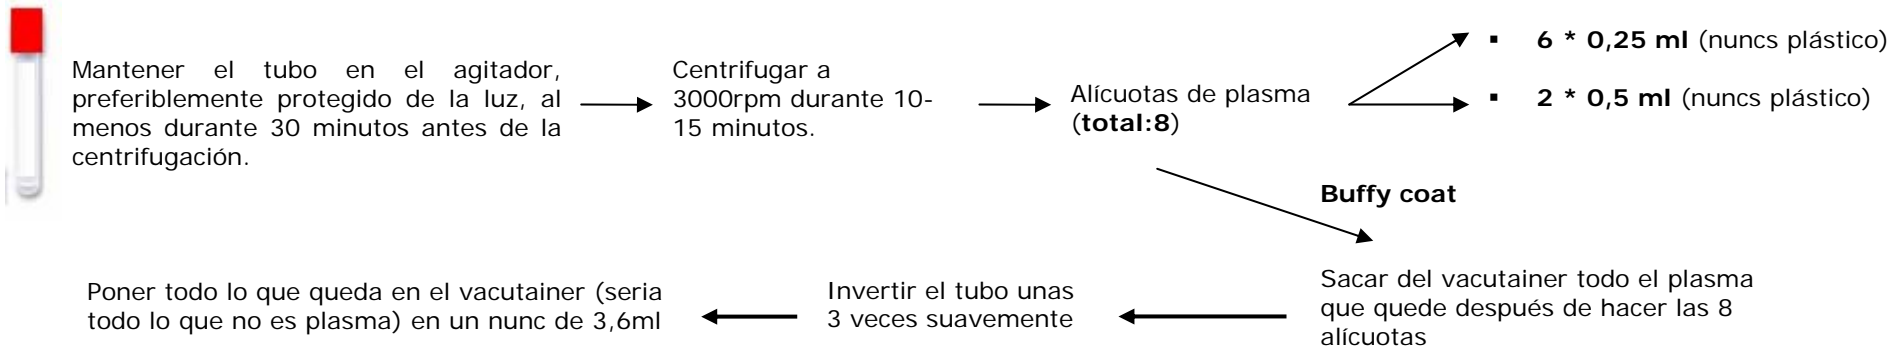 Mantener el tubo en el agitador,
preferiblemente protegido de la luz, al
menos durante 30 minutos antes de la
centrifugación.
Centrifugar a
3000rpm durante 10-
15 minutos.
Alícuotas de plasma
(total:8)
▪ 6 * 0,25 ml (nuncs plástico)
▪ 2 * 0,5 ml (nuncs plástico)
Buffy coat
Sacar del vacutainer todo el plasma
que quede después de hacer las 8
alícuotas
Invertir el tubo unas
3 veces suavemente
Poner todo lo que queda en el vacutainer (seria
todo lo que no es plasma) en un nunc de 3,6ml